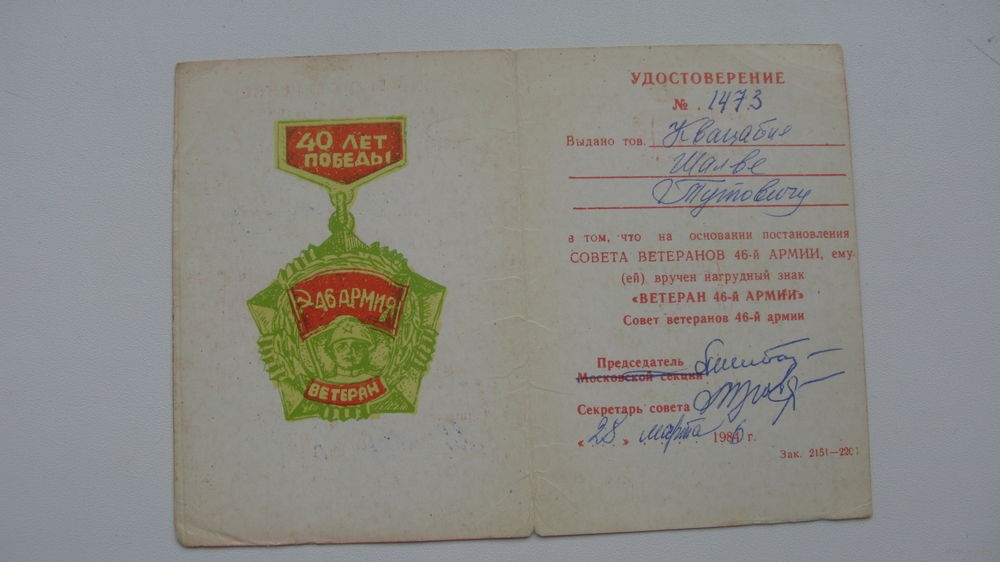 40 ЛЕТ
ПОБЕДЫ
46 АРМИЯ
ВЕТЕРАН
УДОСТОВЕРЕНИЕ
№ 1473
Выдано тов. Квацабия
Шалве
Тутовичу
в том, что на основании постановления
СОВЕТА ВЕТЕРАНОВ 46-й АРМИИ, ему
(ей) вручен нагрудный знак
«ВЕТЕРАН 46-й АРМИИ»
Совет ветеранов 46-й армии
Председатель
Московской секции
Секретарь совета
«28» марта 1986 г.
Зак. 2151—220